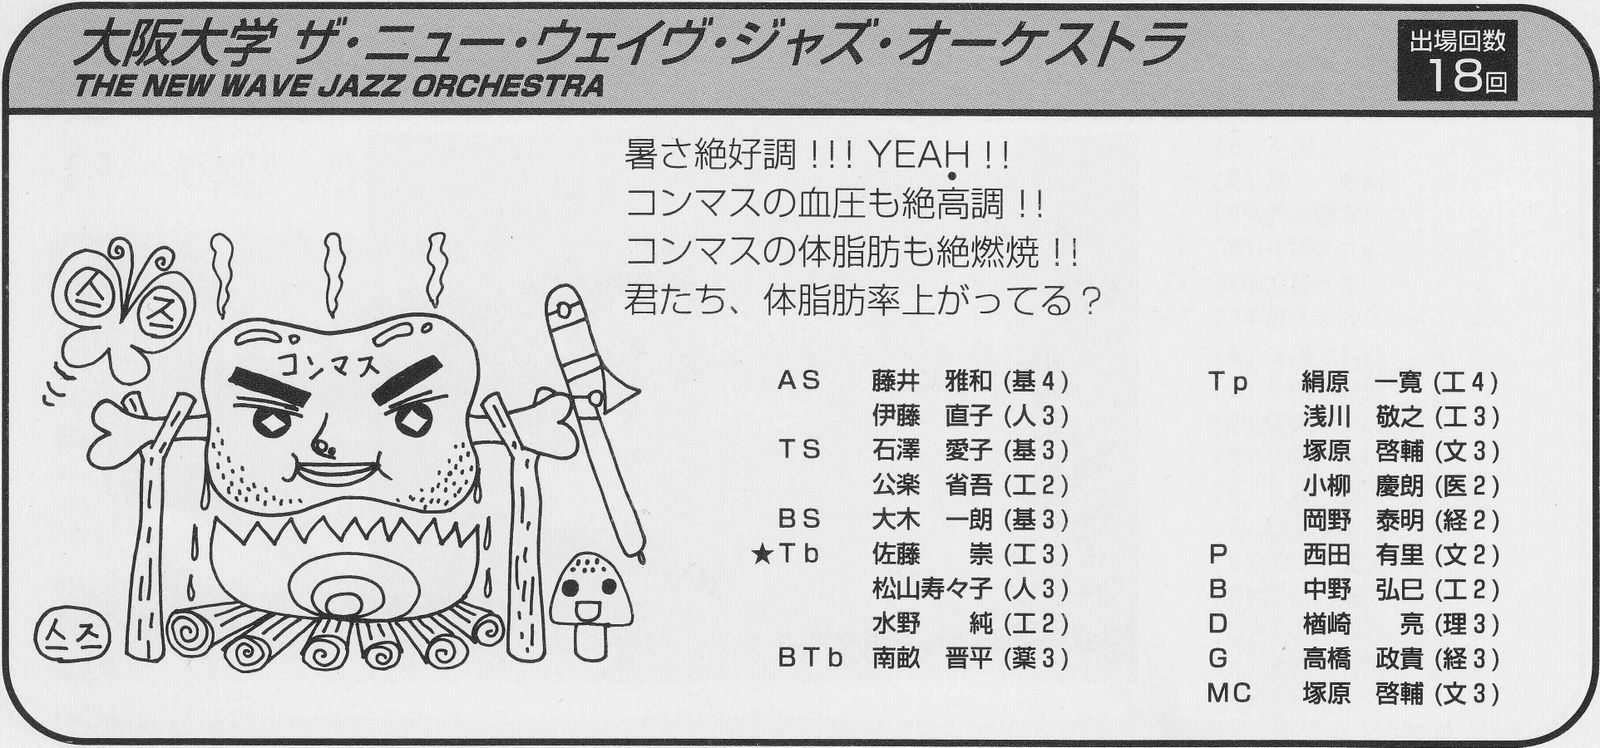 大阪大学 ザ・ニュー・ウェイヴ・ジャズ・オーケストラ
THE NEW WAVE JAZZ ORCHESTRA
出場回数
18回
暑さ絶好調!!! YEAH!!
コンマスの血圧も絶高調!!
コンマスの体脂肪も絶燃焼!!
君たち、体脂肪率上がってる？
スズ
コンマス
スズ
AS 藤井 雅和(基4)
伊藤 直子(人3)
TS 石澤 愛子(基3)
公楽 省吾(工2)
BS 大木 一朗(基3)
★Tb 佐藤 崇(工3)
松山寿々子(人3)
水野 純(工2)
BTb 南畝 晋平(薬3)
Tp 絹原 一寛(工4)
浅川 敬之(工3)
塚原 啓輔(文3)
小柳 慶朗(医2)
岡野 泰明(経2)
P 西田 有里(文2)
B 中野 弘巳(工2)
D 楢崎 亮(理3)
G 高橋 政貴(経3)
MC 塚原 啓輔(文3)